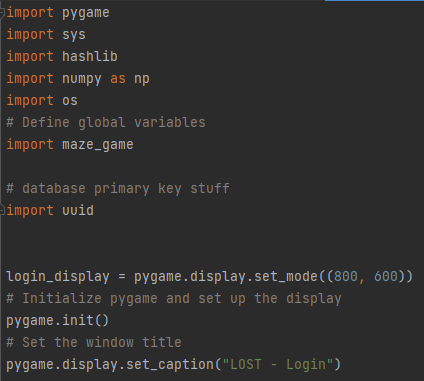 import pygame
import sys
import hashlib
import numpy as np
import os
# Define global variables
import maze_game
# database primary key stuff
import uuid
login_display = pygame.display.set_mode((800, 600))
# Initialize pygame and set up the display
pygame.init()
# Set the window title
pygame.display.set_caption("LOST - Login")